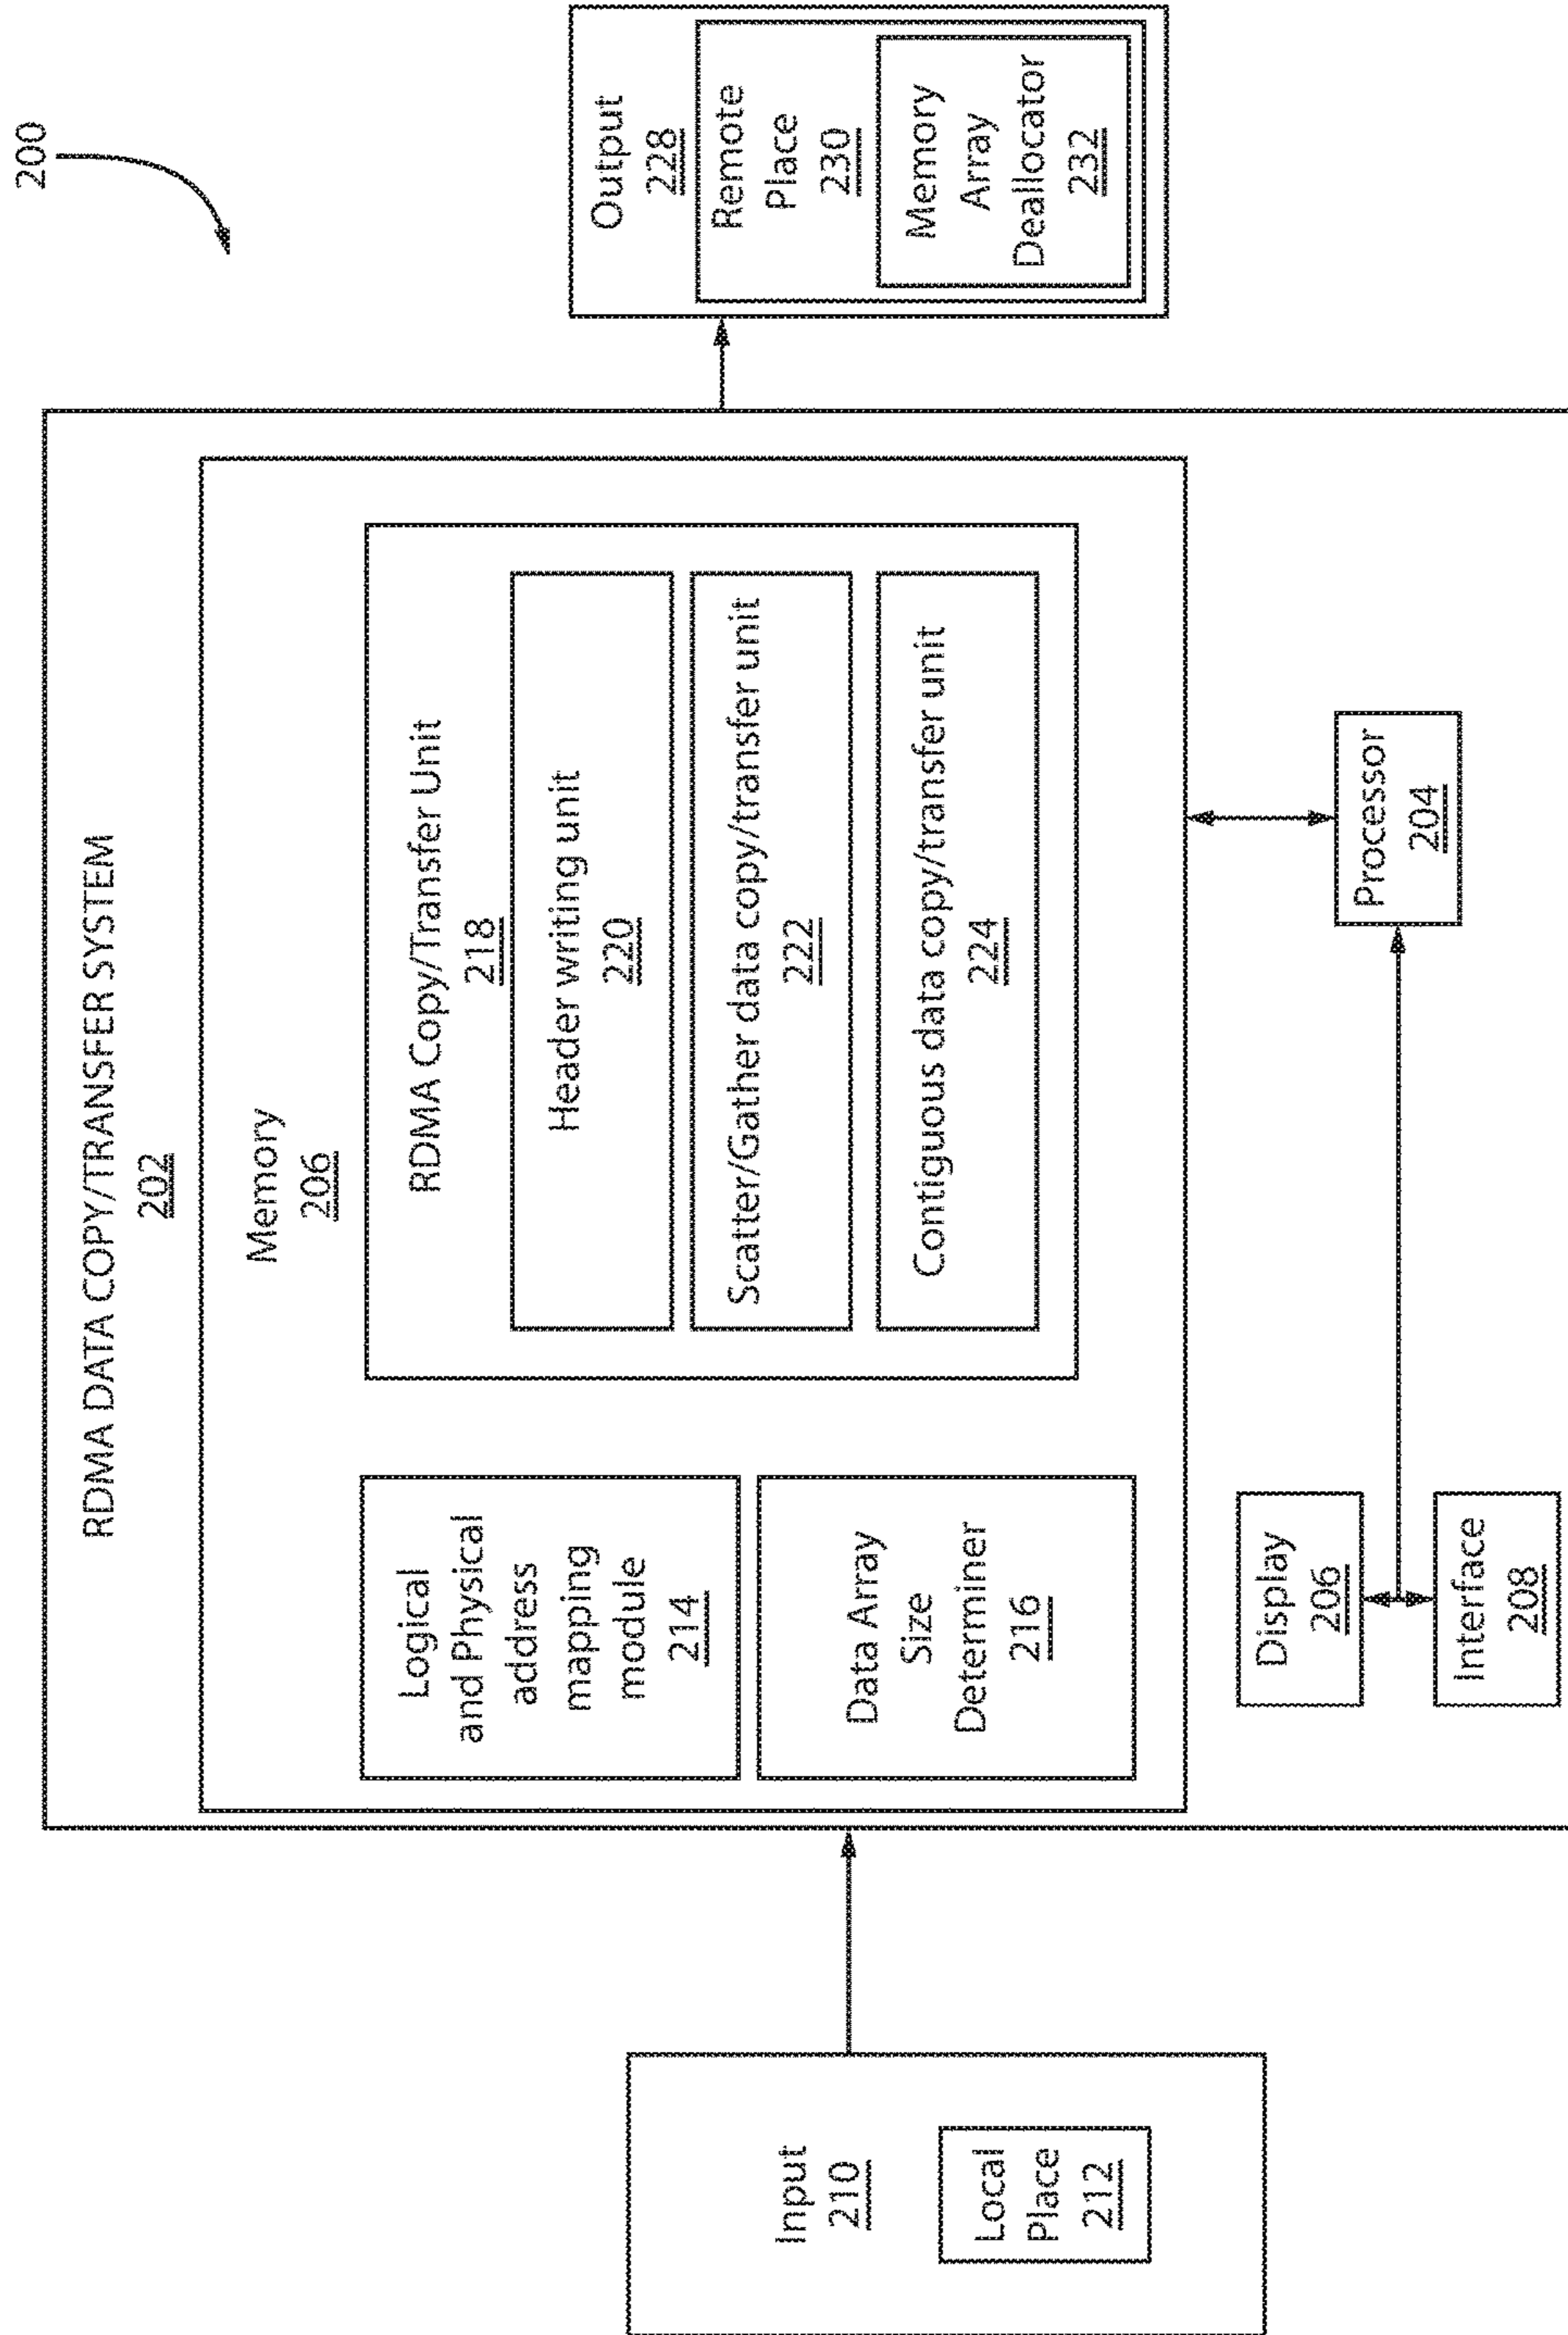 200
RDMA DATA COPY/TRANSFER SYSTEM
202
Memory
206
Logical
and Physical
address
mapping
module
214
Data Array
Size
Determiner
216
RDMA Copy/Transfer Unit
218
Header writing unit
220
Scatter/Gather data copy/transfer unit
222
Contiguous data copy/transfer unit
224
Input
210
Local
Place
212
Display
206
Interface
208
Processor
204
Output
228
Remote
Place
230
Memory
Array
Deallocator
232